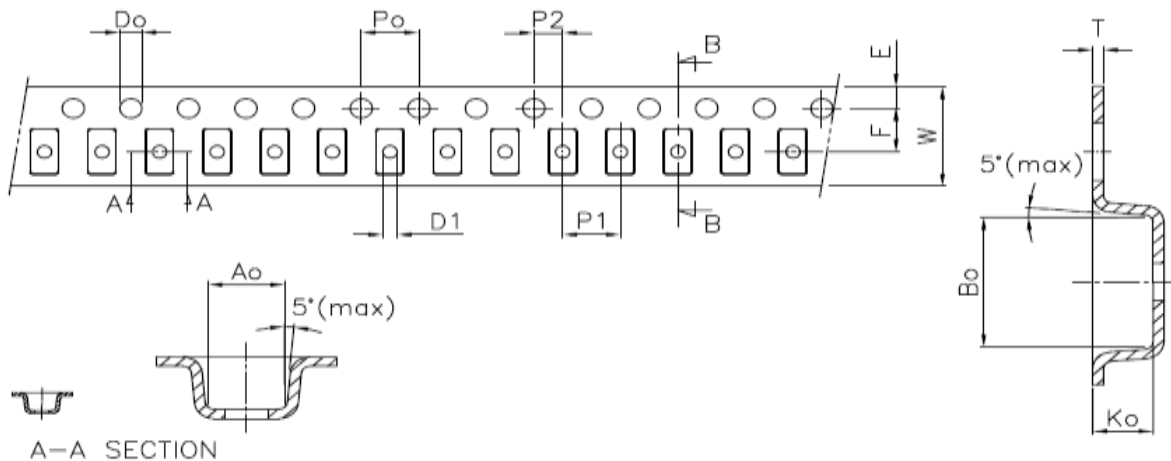 Do
Po
P2
B
T
E
F
W
A
A
D1
P1
B
5°(max)
Bo
Ao
5°(max)
Ko
A-A SECTION